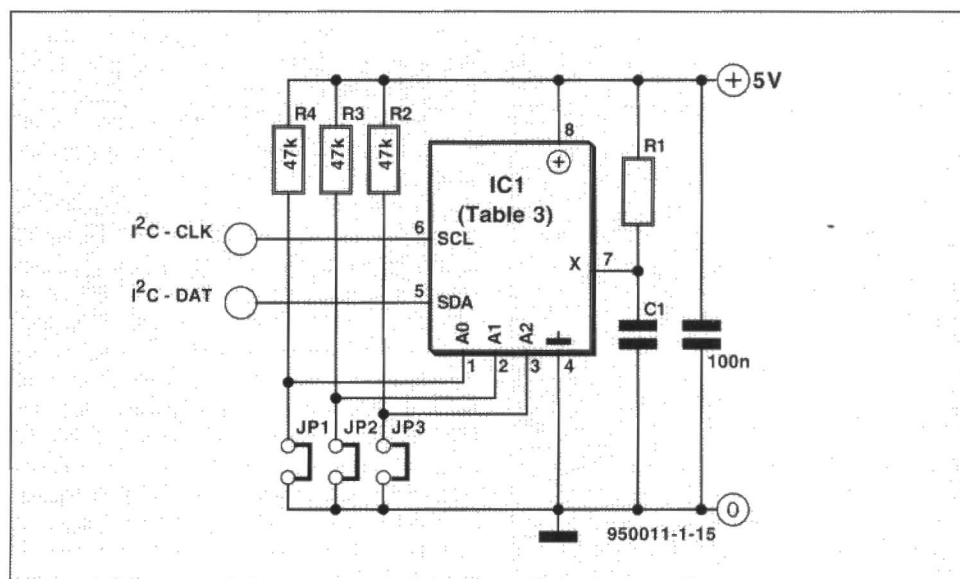 + 5V
R4 R3 R2
47k 47k 47k
8
+
R1
IC1
(Table 3)
I²C - CLK
6
SCL
X
7
I²C - DAT
5
SDA
C1
A0 A1 A2
1 2 3 4
100n
JP1 JP2 JP3
0
950011-1-15